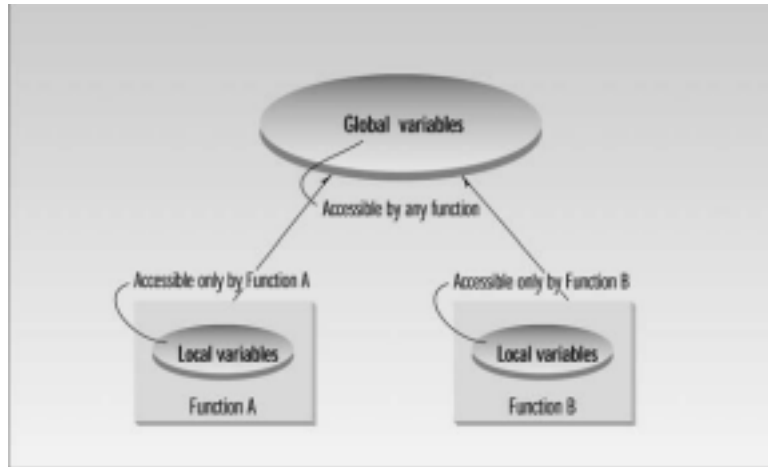 Global variables
Accessible by any function
Accessible only by Function A
Accessible only by Function B
Local variables
Local variables
Function A
Function B